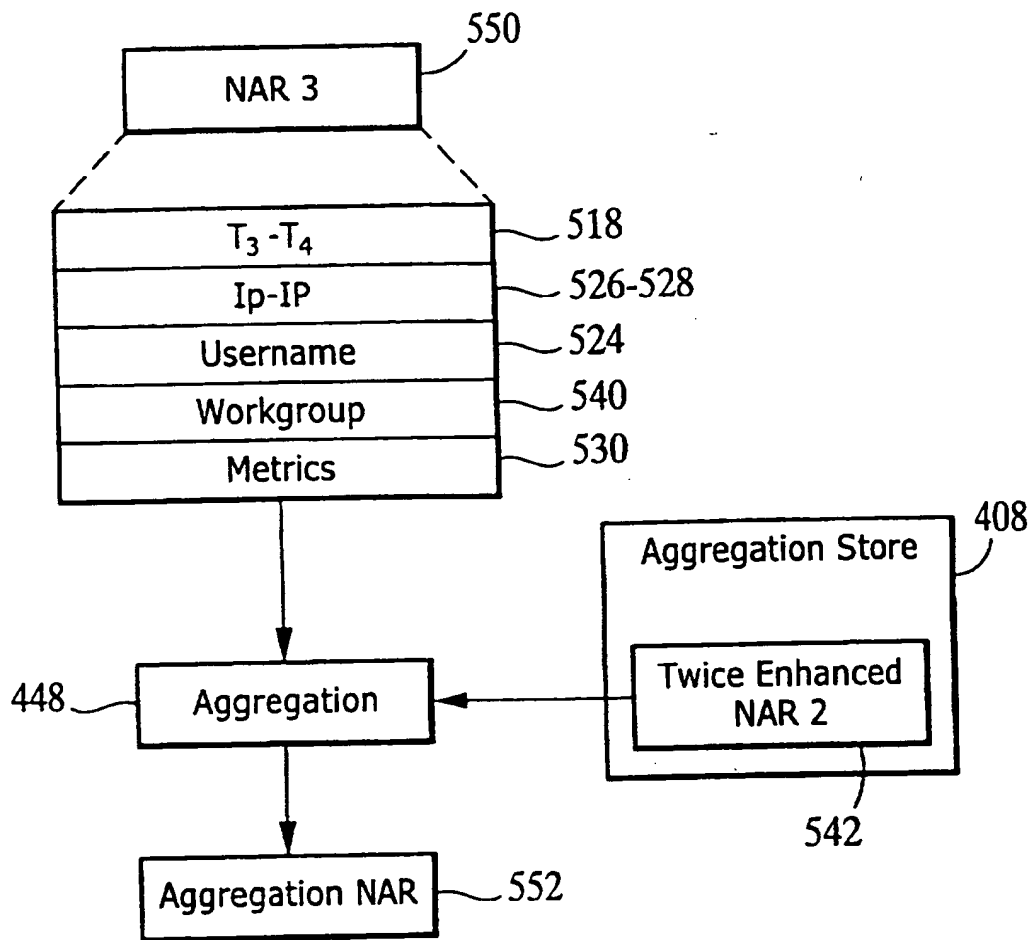 550
NAR 3
T₃ -T₄
518
Ip-IP
526-528
Username
524
Workgroup
540
Metrics
530
408
Aggregation Store
Twice Enhanced
NAR 2
448
Aggregation
542
Aggregation NAR
552